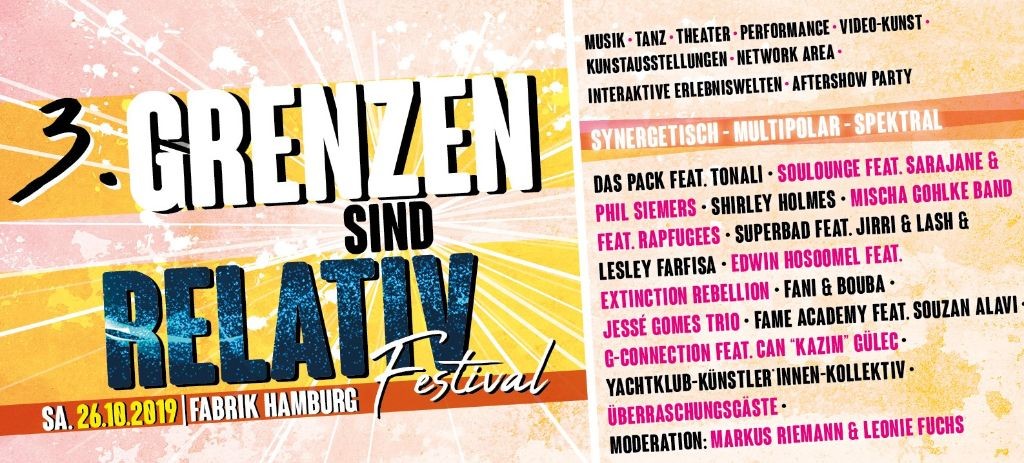 3. GRENZEN
SIND
RELATIV
Festival
SA. 26.10.2019 | FABRIK HAMBURG
MUSIK · TANZ · THEATER · PERFORMANCE · VIDEO-KUNST ·
KUNSTAUSSTELLUNGEN · NETWORK AREA ·
INTERAKTIVE ERLEBNISWELTEN · AFTERSHOW PARTY
SYNERGETISCH - MULTIPOLAR - SPEKTRAL
DAS PACK FEAT. TONALI · SOULOUNGE FEAT. SARAJANE &
PHIL SIEMERS · SHIRLEY HOLMES · MISCHA GOHLKE BAND
FEAT. RAPFUGEES · SUPERBAD FEAT. JIRRI & LASH &
LESLEY FARFISA · EDWIN HOSOOMEL FEAT.
EXTINCTION REBELLION · FANI & BOUBA ·
JESSÉ GOMES TRIO · FAME ACADEMY FEAT. SOUZAN ALAVI ·
G-CONNECTION FEAT. CAN "KAZIM" GÜLEC ·
YACHTKLUB-KÜNSTLER*INNEN-KOLLEKTIV ·
ÜBERRASCHUNGSGÄSTE ·
MODERATION: MARKUS RIEMANN & LEONIE FUCHS